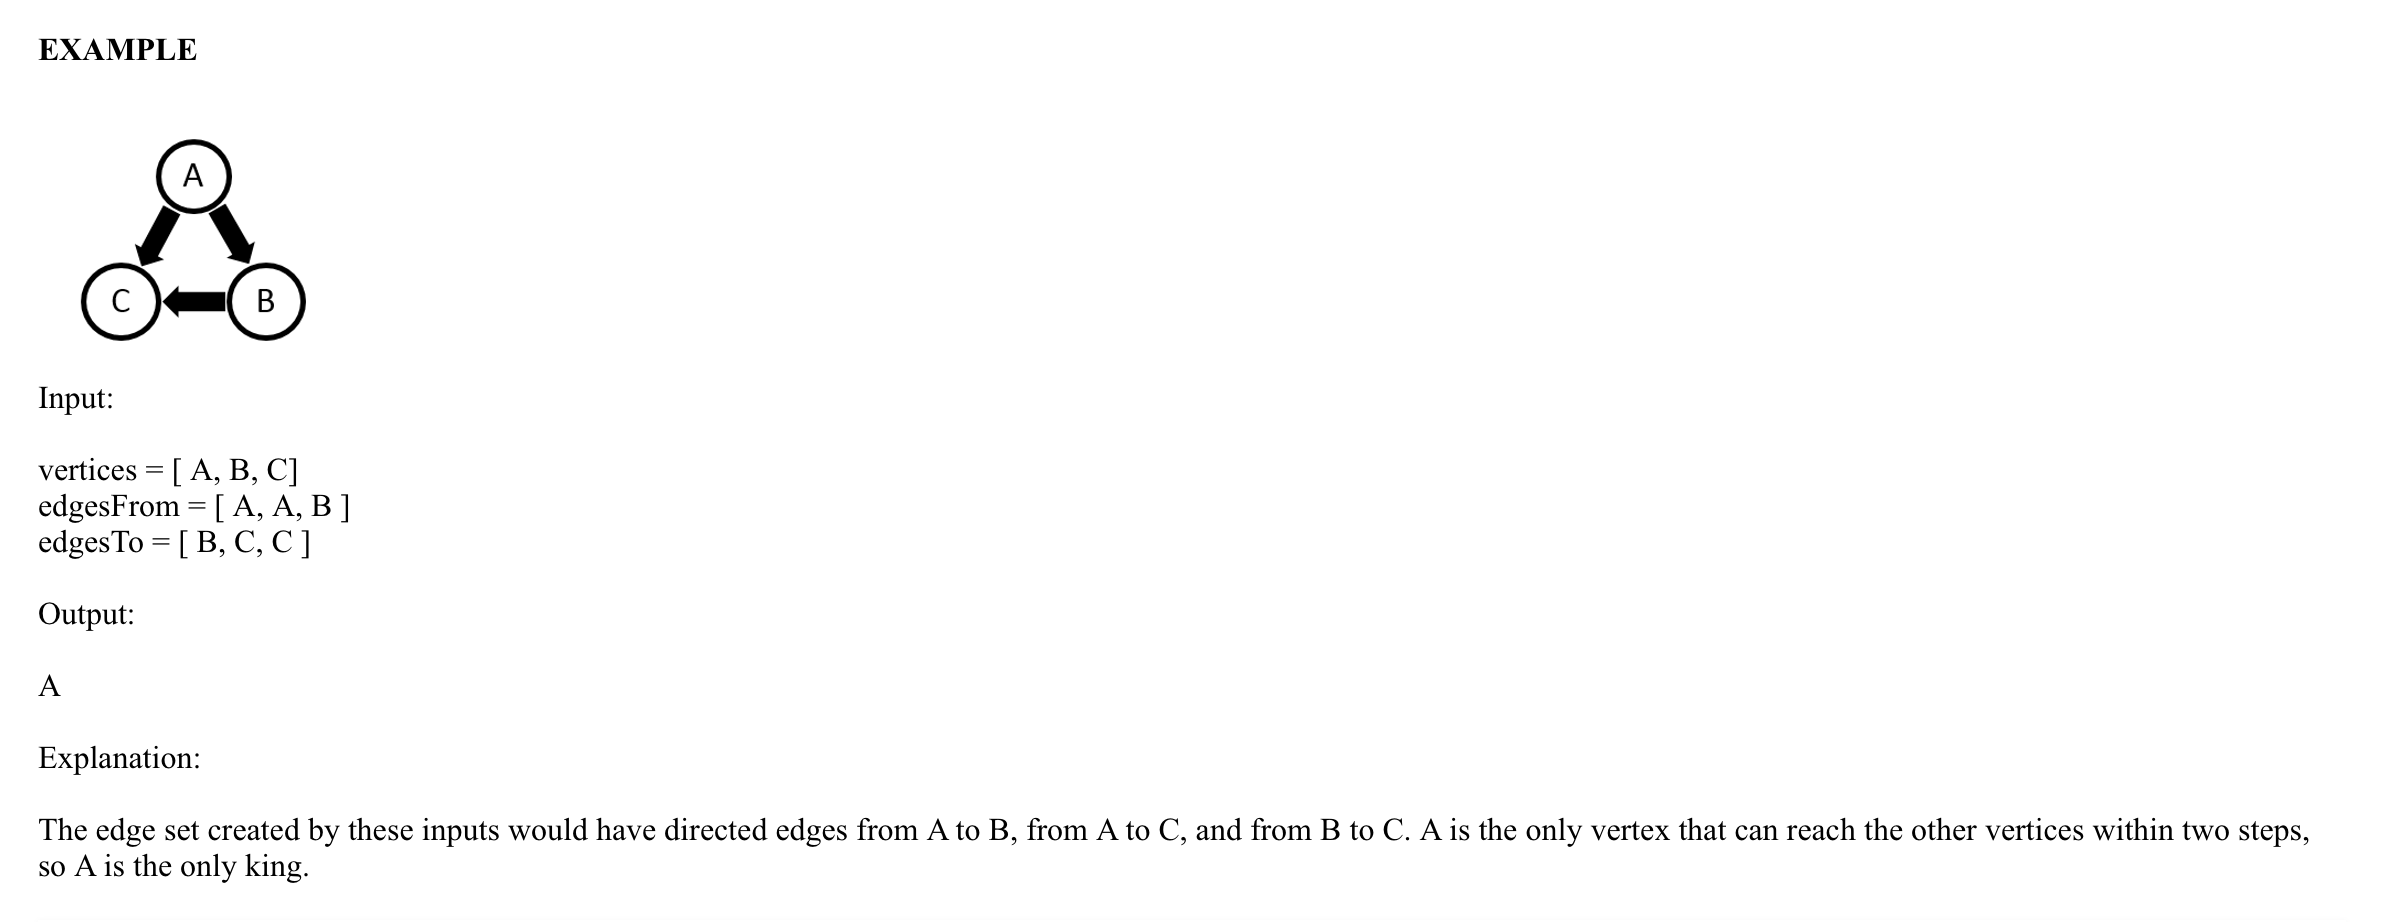 EXAMPLE
A
C B
Input:
vertices = [ A, B, C]
edgesFrom = [ A, A, B ]
edgesTo = [ B, C, C ]
Output:
A
Explanation:
The edge set created by these inputs would have directed edges from A to B, from A to C, and from B to C. A is the only vertex that can reach the other vertices within two steps,
so A is the only king.